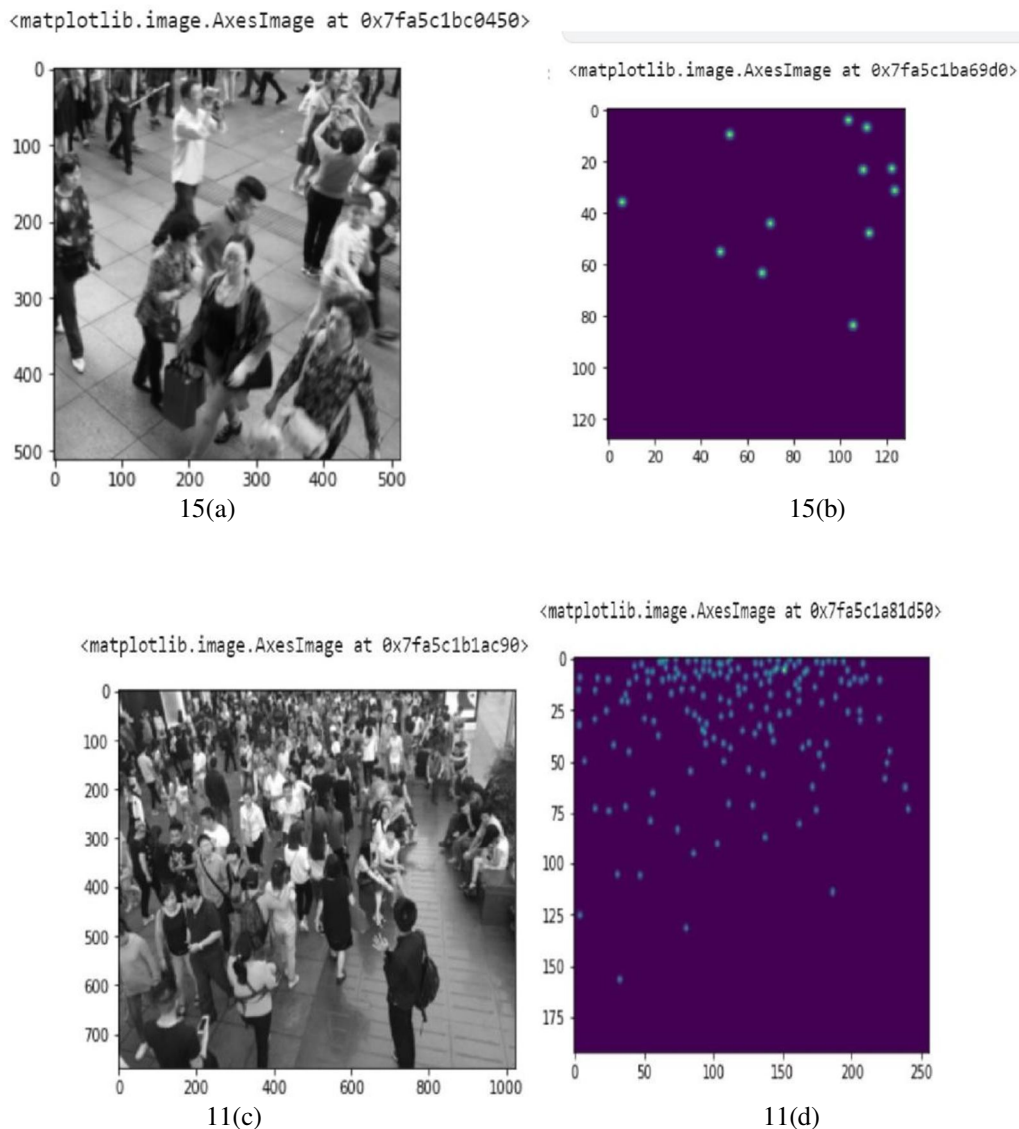 <matplotlib.image.AxesImage at 0x7fa5c1bc0450>
0
100
200
300
400
500
0 100 200 300 400 500
15(a)
<matplotlib.image.AxesImage at 0x7fa5c1ba69d0>
0
20
40
60
80
100
120
0 20 40 60 80 100 120
15(b)
<matplotlib.image.AxesImage at 0x7fa5c1b1ac90>
0
100
200
300
400
500
600
700
0 200 400 600 800 1000
11(c)
<matplotlib.image.AxesImage at 0x7fa5c1a81d50>
0
25
50
75
100
125
150
175
0 50 100 150 200 250
11(d)